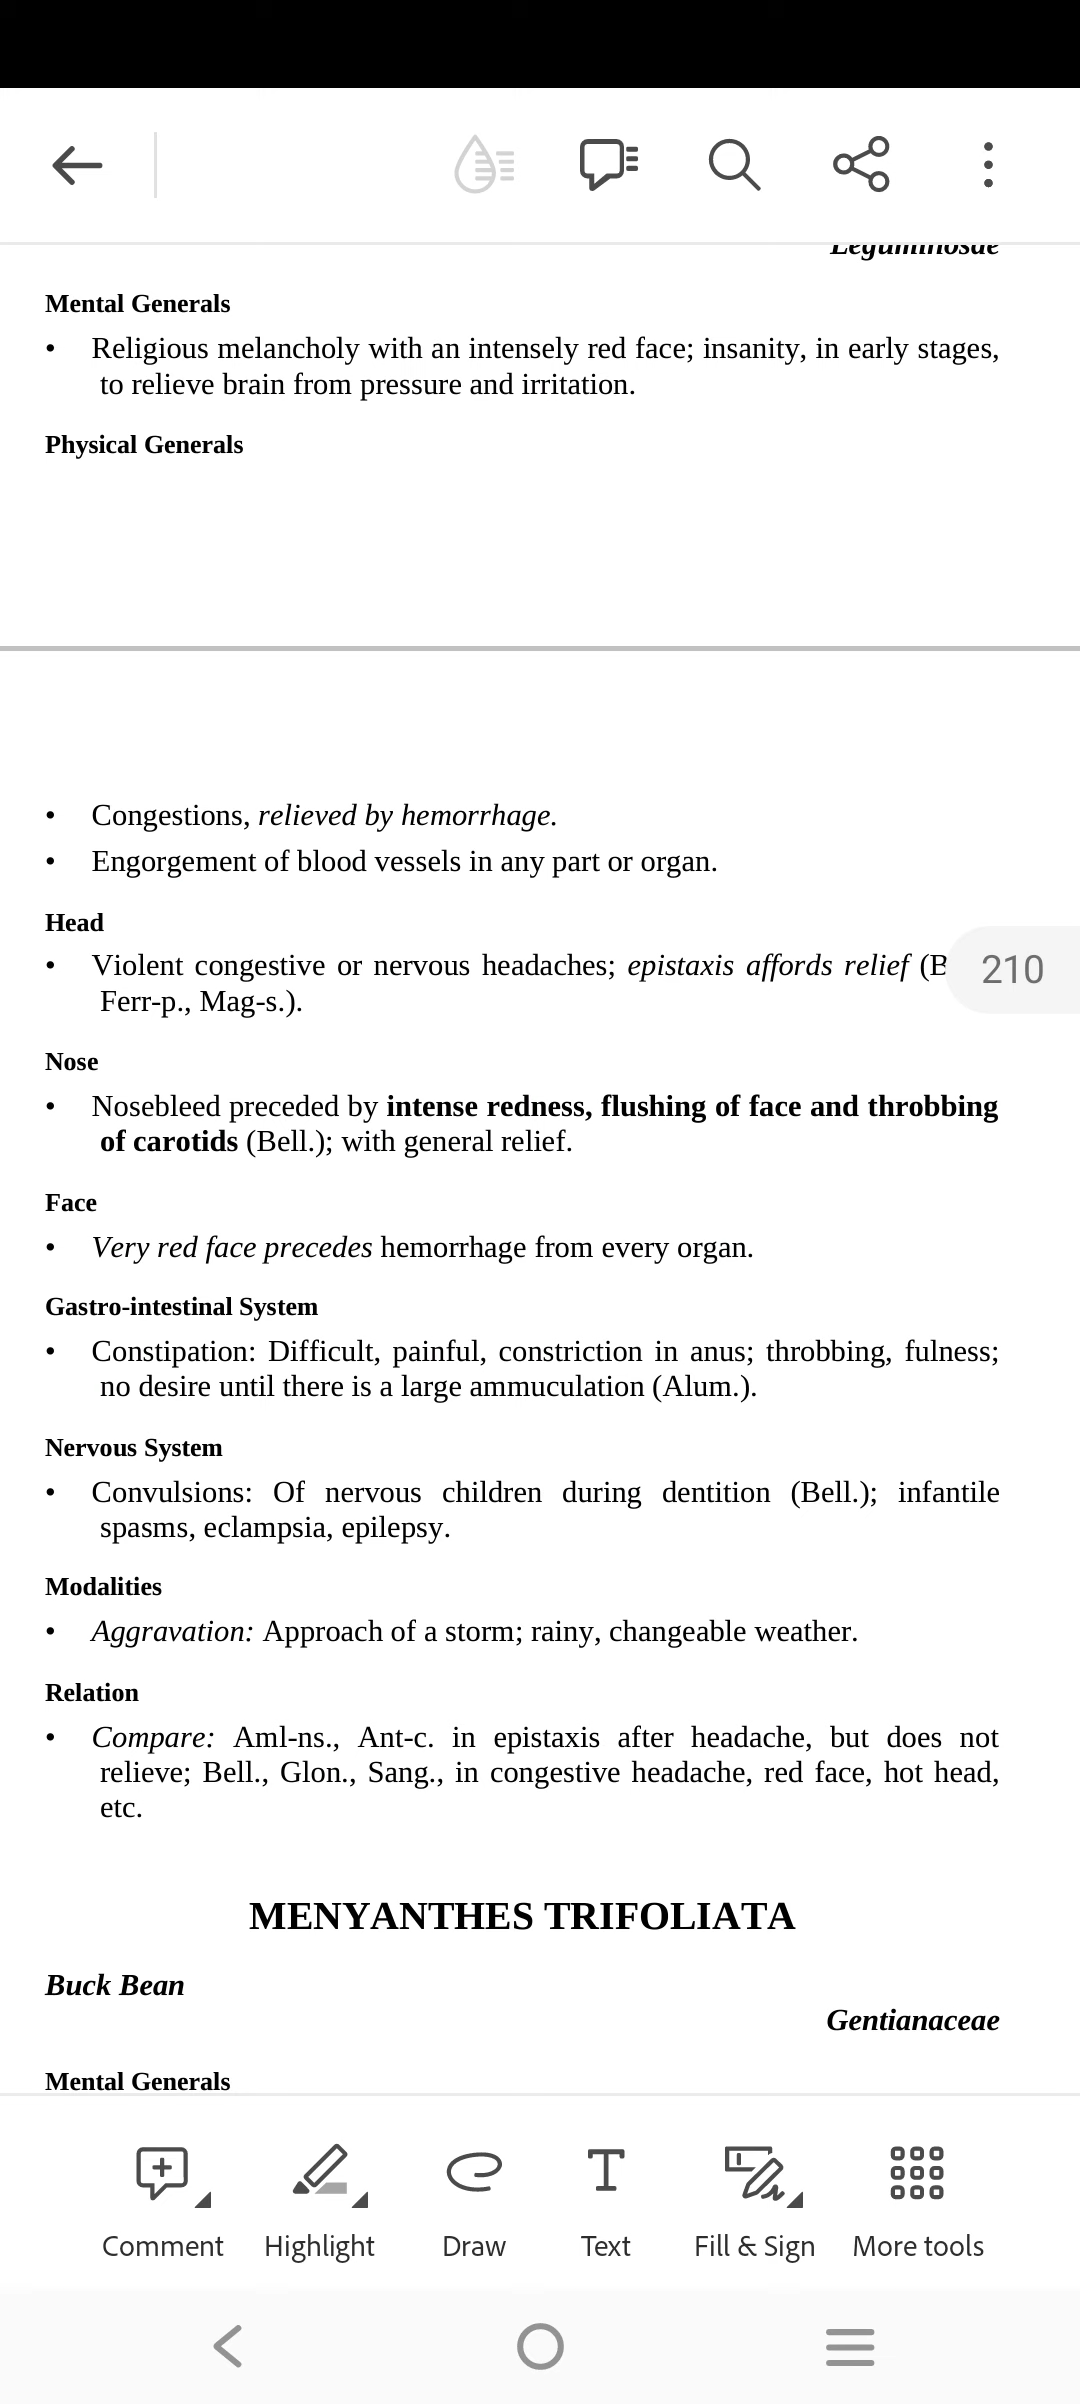 Leguminosae
Mental Generals
• Religious melancholy with an intensely red face; insanity, in early stages,
to relieve brain from pressure and irritation.
Physical Generals
• Congestions, relieved by hemorrhage.
• Engorgement of blood vessels in any part or organ.
Head
• Violent congestive or nervous headaches; epistaxis affords relief (B
210
Ferr-p., Mag-s.).
Nose
• Nosebleed preceded by intense redness, flushing of face and throbbing
of carotids (Bell.); with general relief.
Face
• Very red face precedes hemorrhage from every organ.
Gastro-intestinal System
• Constipation: Difficult, painful, constriction in anus; throbbing, fulness;
no desire until there is a large ammuculation (Alum.).
Nervous System
• Convulsions: Of nervous children during dentition (Bell.); infantile
spasms, eclampsia, epilepsy.
Modalities
• Aggravation: Approach of a storm; rainy, changeable weather.
Relation
• Compare: Aml-ns., Ant-c. in epistaxis after headache, but does not
relieve; Bell., Glon., Sang., in congestive headache, red face, hot head,
etc.
MENYANTHES TRIFOLIATA
Buck Bean
Gentianaceae
Mental Generals
Comment Highlight Draw Text Fill & Sign More tools